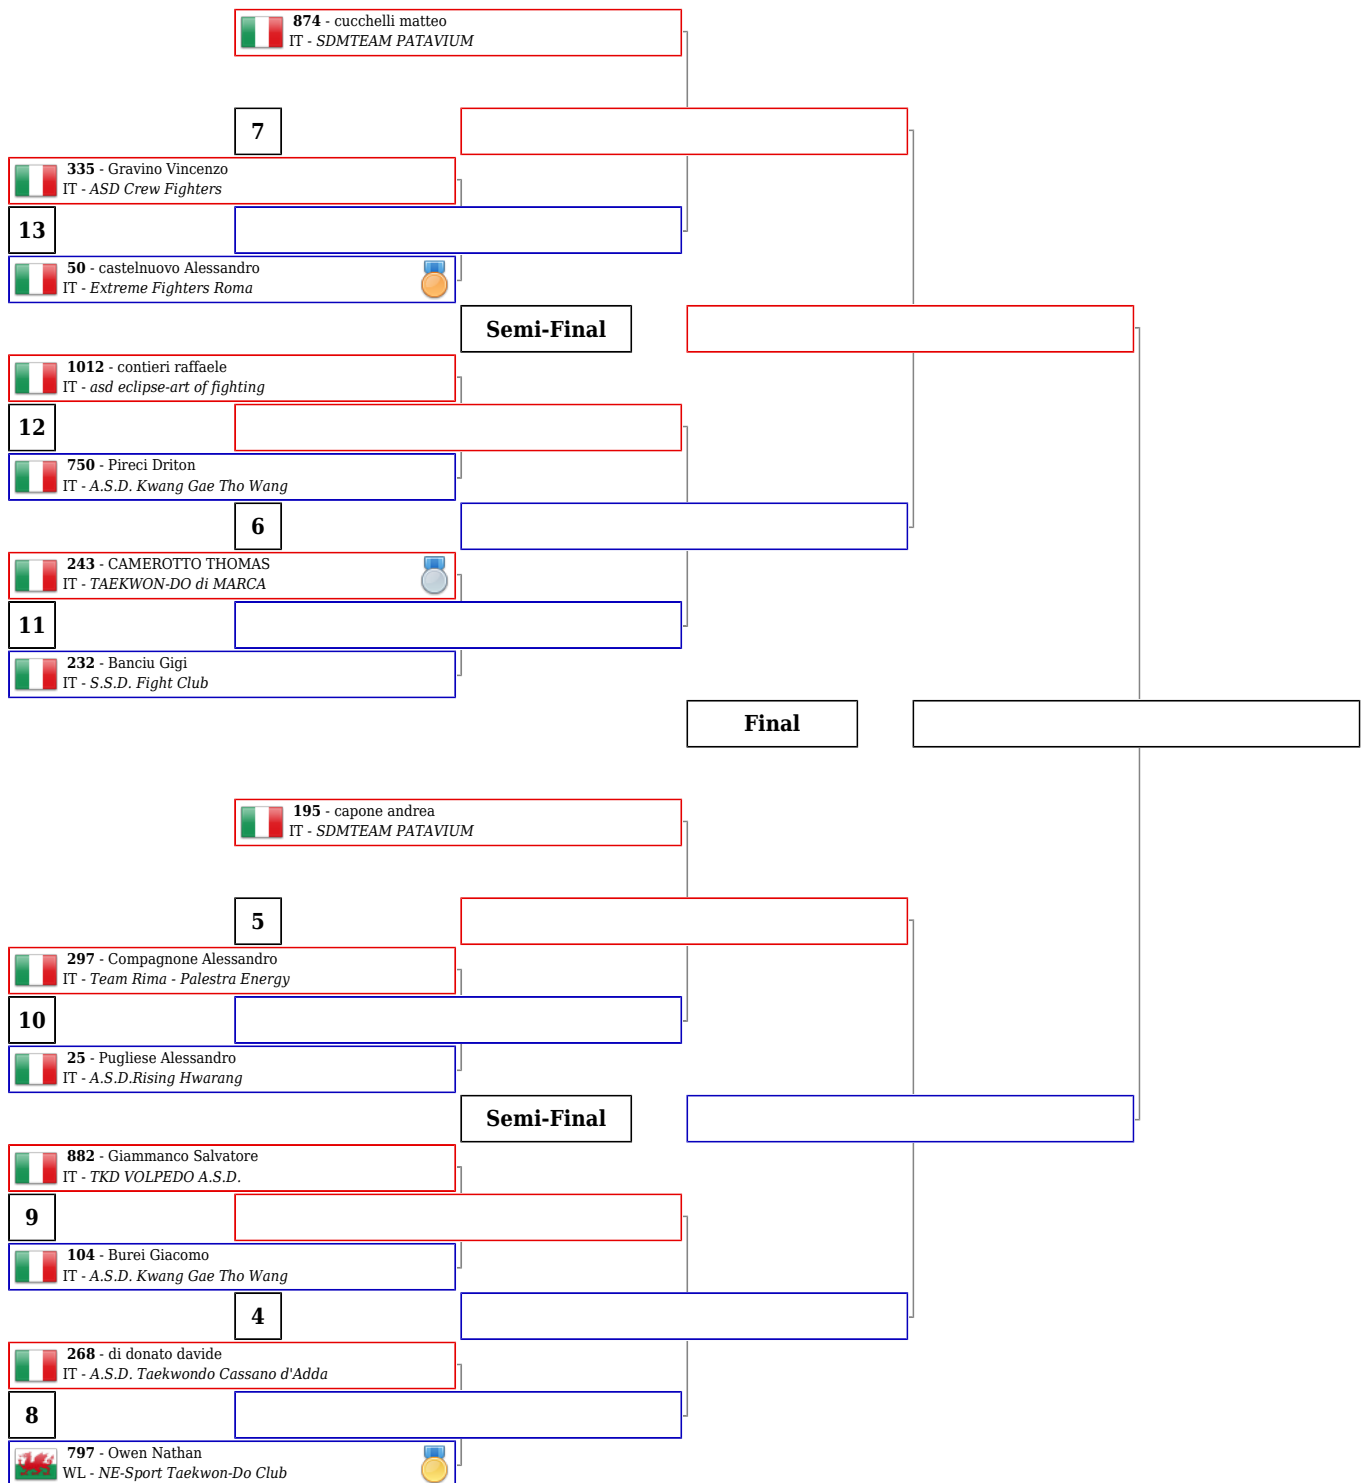 874 - cucchelli matteo
IT - SDMTEAM PATAVIUM
7
335 - Gravino Vincenzo
IT - ASD Crew Fighters
13
50 - castelnuovo Alessandro
IT - Extreme Fighters Roma
Semi-Final
1012 - contieri raffaele
IT - asd eclipse-art of fighting
12
750 - Pireci Driton
IT - A.S.D. Kwang Gae Tho Wang
6
243 - CAMEROTTO THOMAS
IT - TAEKWON-DO di MARCA
11
232 - Banciu Gigi
IT - S.S.D. Fight Club
Final
195 - capone andrea
IT - SDMTEAM PATAVIUM
5
297 - Compagnone Alessandro
IT - Team Rima - Palestra Energy
10
25 - Pugliese Alessandro
IT - A.S.D.Rising Hwarang
Semi-Final
882 - Giammanco Salvatore
IT - TKD VOLPEDO A.S.D.
9
104 - Burei Giacomo
IT - A.S.D. Kwang Gae Tho Wang
4
268 - di donato davide
IT - A.S.D. Taekwondo Cassano d'Adda
8
797 - Owen Nathan
WL - NE-Sport Taekwon-Do Club